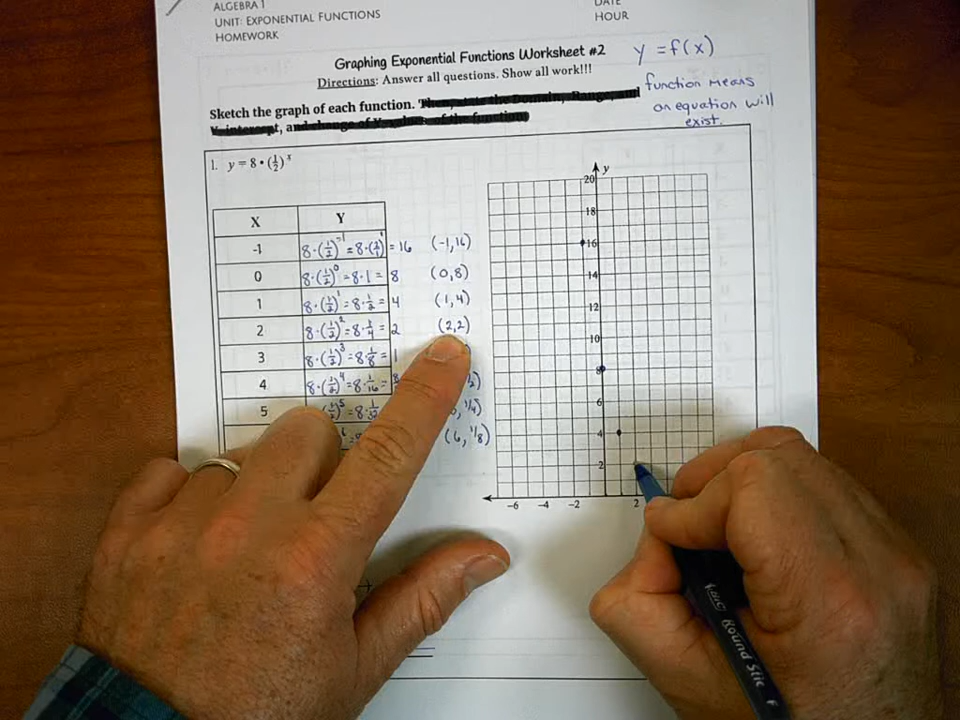 ALGEBRA 1
DATE
UNIT: EXPONENTIAL FUNCTIONS
HOUR
HOMEWORK
Graphing Exponential Functions Worksheet #2
y = f(x)
Directions: Answer all questions. Show all work!!!
function means
an equation will
exist.
Sketch the graph of each function.
1. y = 8 • (1/2)^x
X Y
-1 8·(1/2)^-1 = 8·(2/1)^1 = 16 (-1,16)
0 8·(1/2)^0 = 8·1 = 8 (0,8)
1 8·(1/2)^1 = 8·1/2 = 4 (1,4)
2 8·(1/2)^2 = 8·1/4 = 2 (2,2)
3 8·(1/2)^3 = 8·1/8 = 1
4 8·(1/2)^4 = 8·1/16 =
5
(6, 1/8)
y
20
18
16
14
12
10
8
6
4
2
-6 -4 -2 2
Round Stic